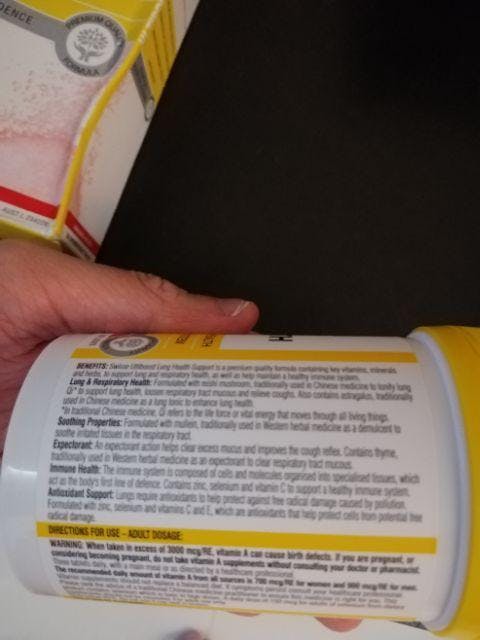 DENCE
PREMIUM QUALITY
FORMULA
BENEFITS: Swisse Ultiboost Lung Health Support is a premium quality formula containing key vitamins, minerals
and herbs, to support lung and respiratory health, as well as help maintain a healthy immune system.
Lung & Respiratory Health: Formulated with reishi mushroom, traditionally used in Chinese medicine to tonify lung
Qi* to support lung health, loosen respiratory tract mucus and relieve coughs. Also contains astragalus, traditionally
used in Chinese medicine as a lung tonic to enhance lung health.
*In traditional Chinese medicine, Qi refers to the life force or vital energy that moves through all living things.
Soothing Properties: Formulated with mullein, traditionally used in Western herbal medicine as a demulcent to
soothe irritated tissues in the respiratory tract.
Expectorant: An expectorant action helps clear excess mucus and improves the cough reflex. Contains thyme,
traditionally used in Western herbal medicine as an expectorant to clear respiratory tract mucus.
Immune Health: The immune system is composed of cells and molecules organised into specialised tissues, which
act as the body's first line of defence. Contains zinc, selenium and vitamin C to support a healthy immune system.
Antioxidant Support: Lungs require antioxidants to help protect against free radical damage caused by pollution.
Formulated with zinc, selenium and vitamins C and E, which are antioxidants that help protect cells from potential free
radical damage.
DIRECTIONS FOR USE - ADULT DOSAGE:
WARNING: When taken in excess of 3000 mcg/RE, vitamin A can cause birth defects. If you are pregnant, or
considering becoming pregnant, do not take vitamin A supplements without consulting your doctor or pharmacist.
The recommended daily amount of vitamin A from all sources is 700 mcg/RE for women and 900 mcg/RE for men.